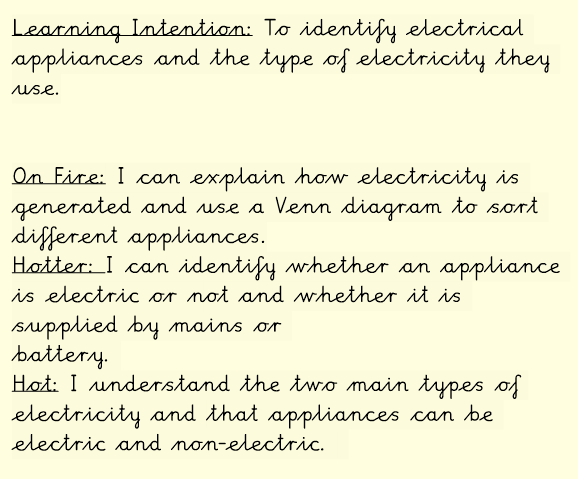 Learning Intention: To identify electrical
appliances and the type of electricity they
use.
On Fire: I can explain how electricity is
generated and use a Venn diagram to sort
different appliances.
Hotter: I can identify whether an appliance
is electric or not and whether it is
supplied by mains or
battery.
Hot: I understand the two main types of
electricity and that appliances can be
electric and non-electric.